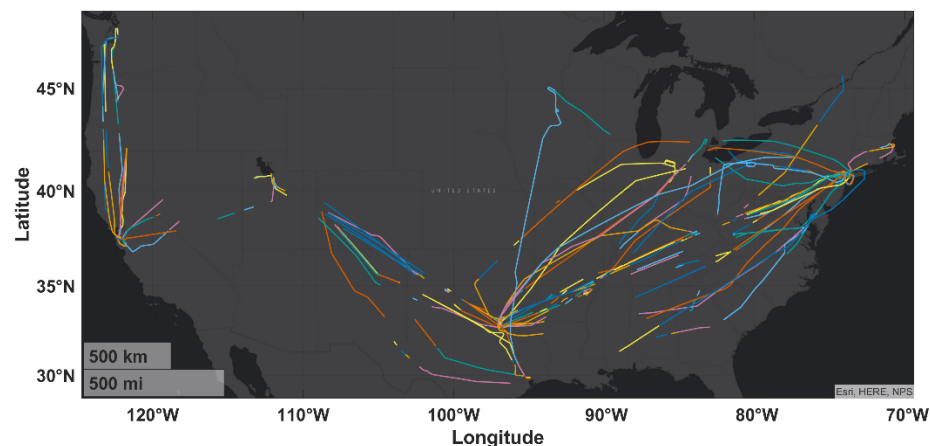 45°N
40°N
35°N
30°N
Latitude
UNITED STATES
500 km
500 mi
Esri, HERE, NPS
120°W 110°W 100°W 90°W 80°W 70°W
Longitude